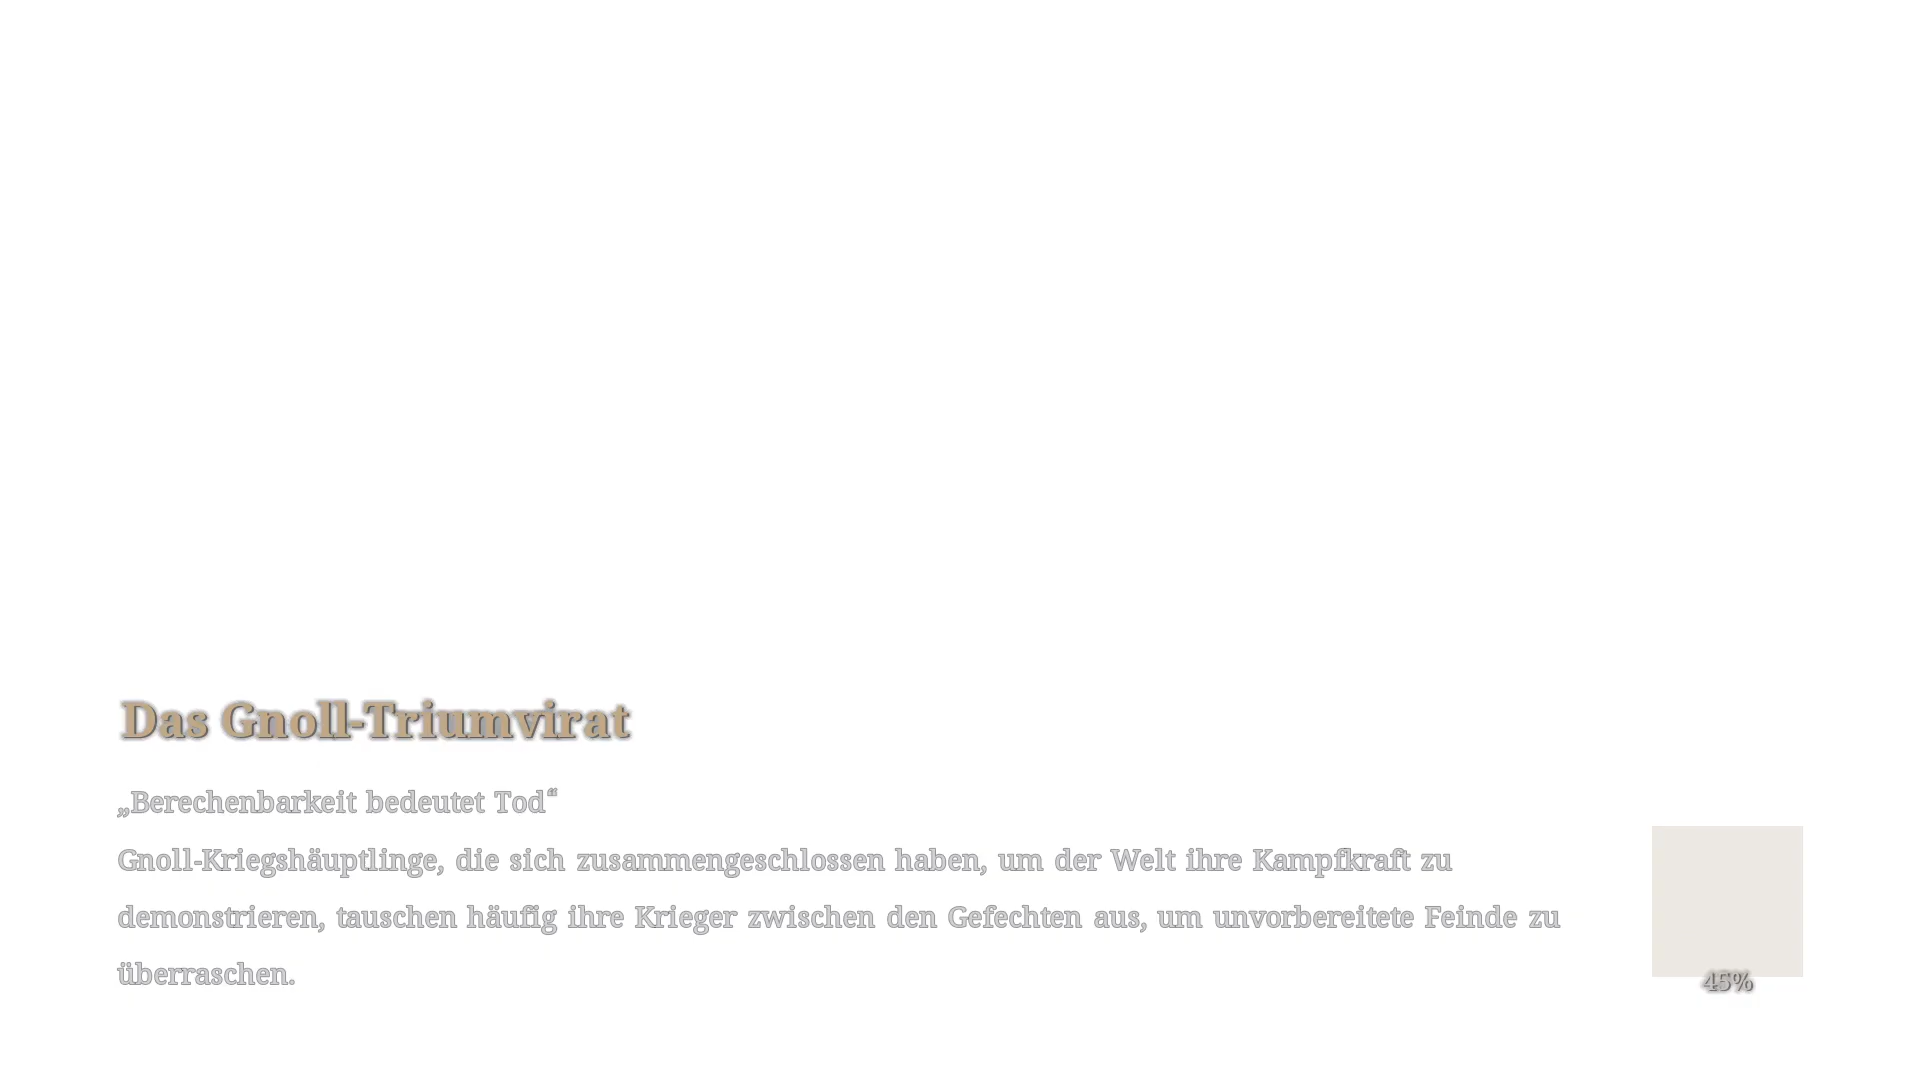 Das Gnoll-Triumvirat
„Berechenbarkeit bedeutet Tod“
Gnoll-Kriegshäuptlinge, die sich zusammengeschlossen haben, um der Welt ihre Kampfkraft zu
demonstrieren, tauschen häufig ihre Krieger zwischen den Gefechten aus, um unvorbereitete Feinde zu
überraschen.
45%